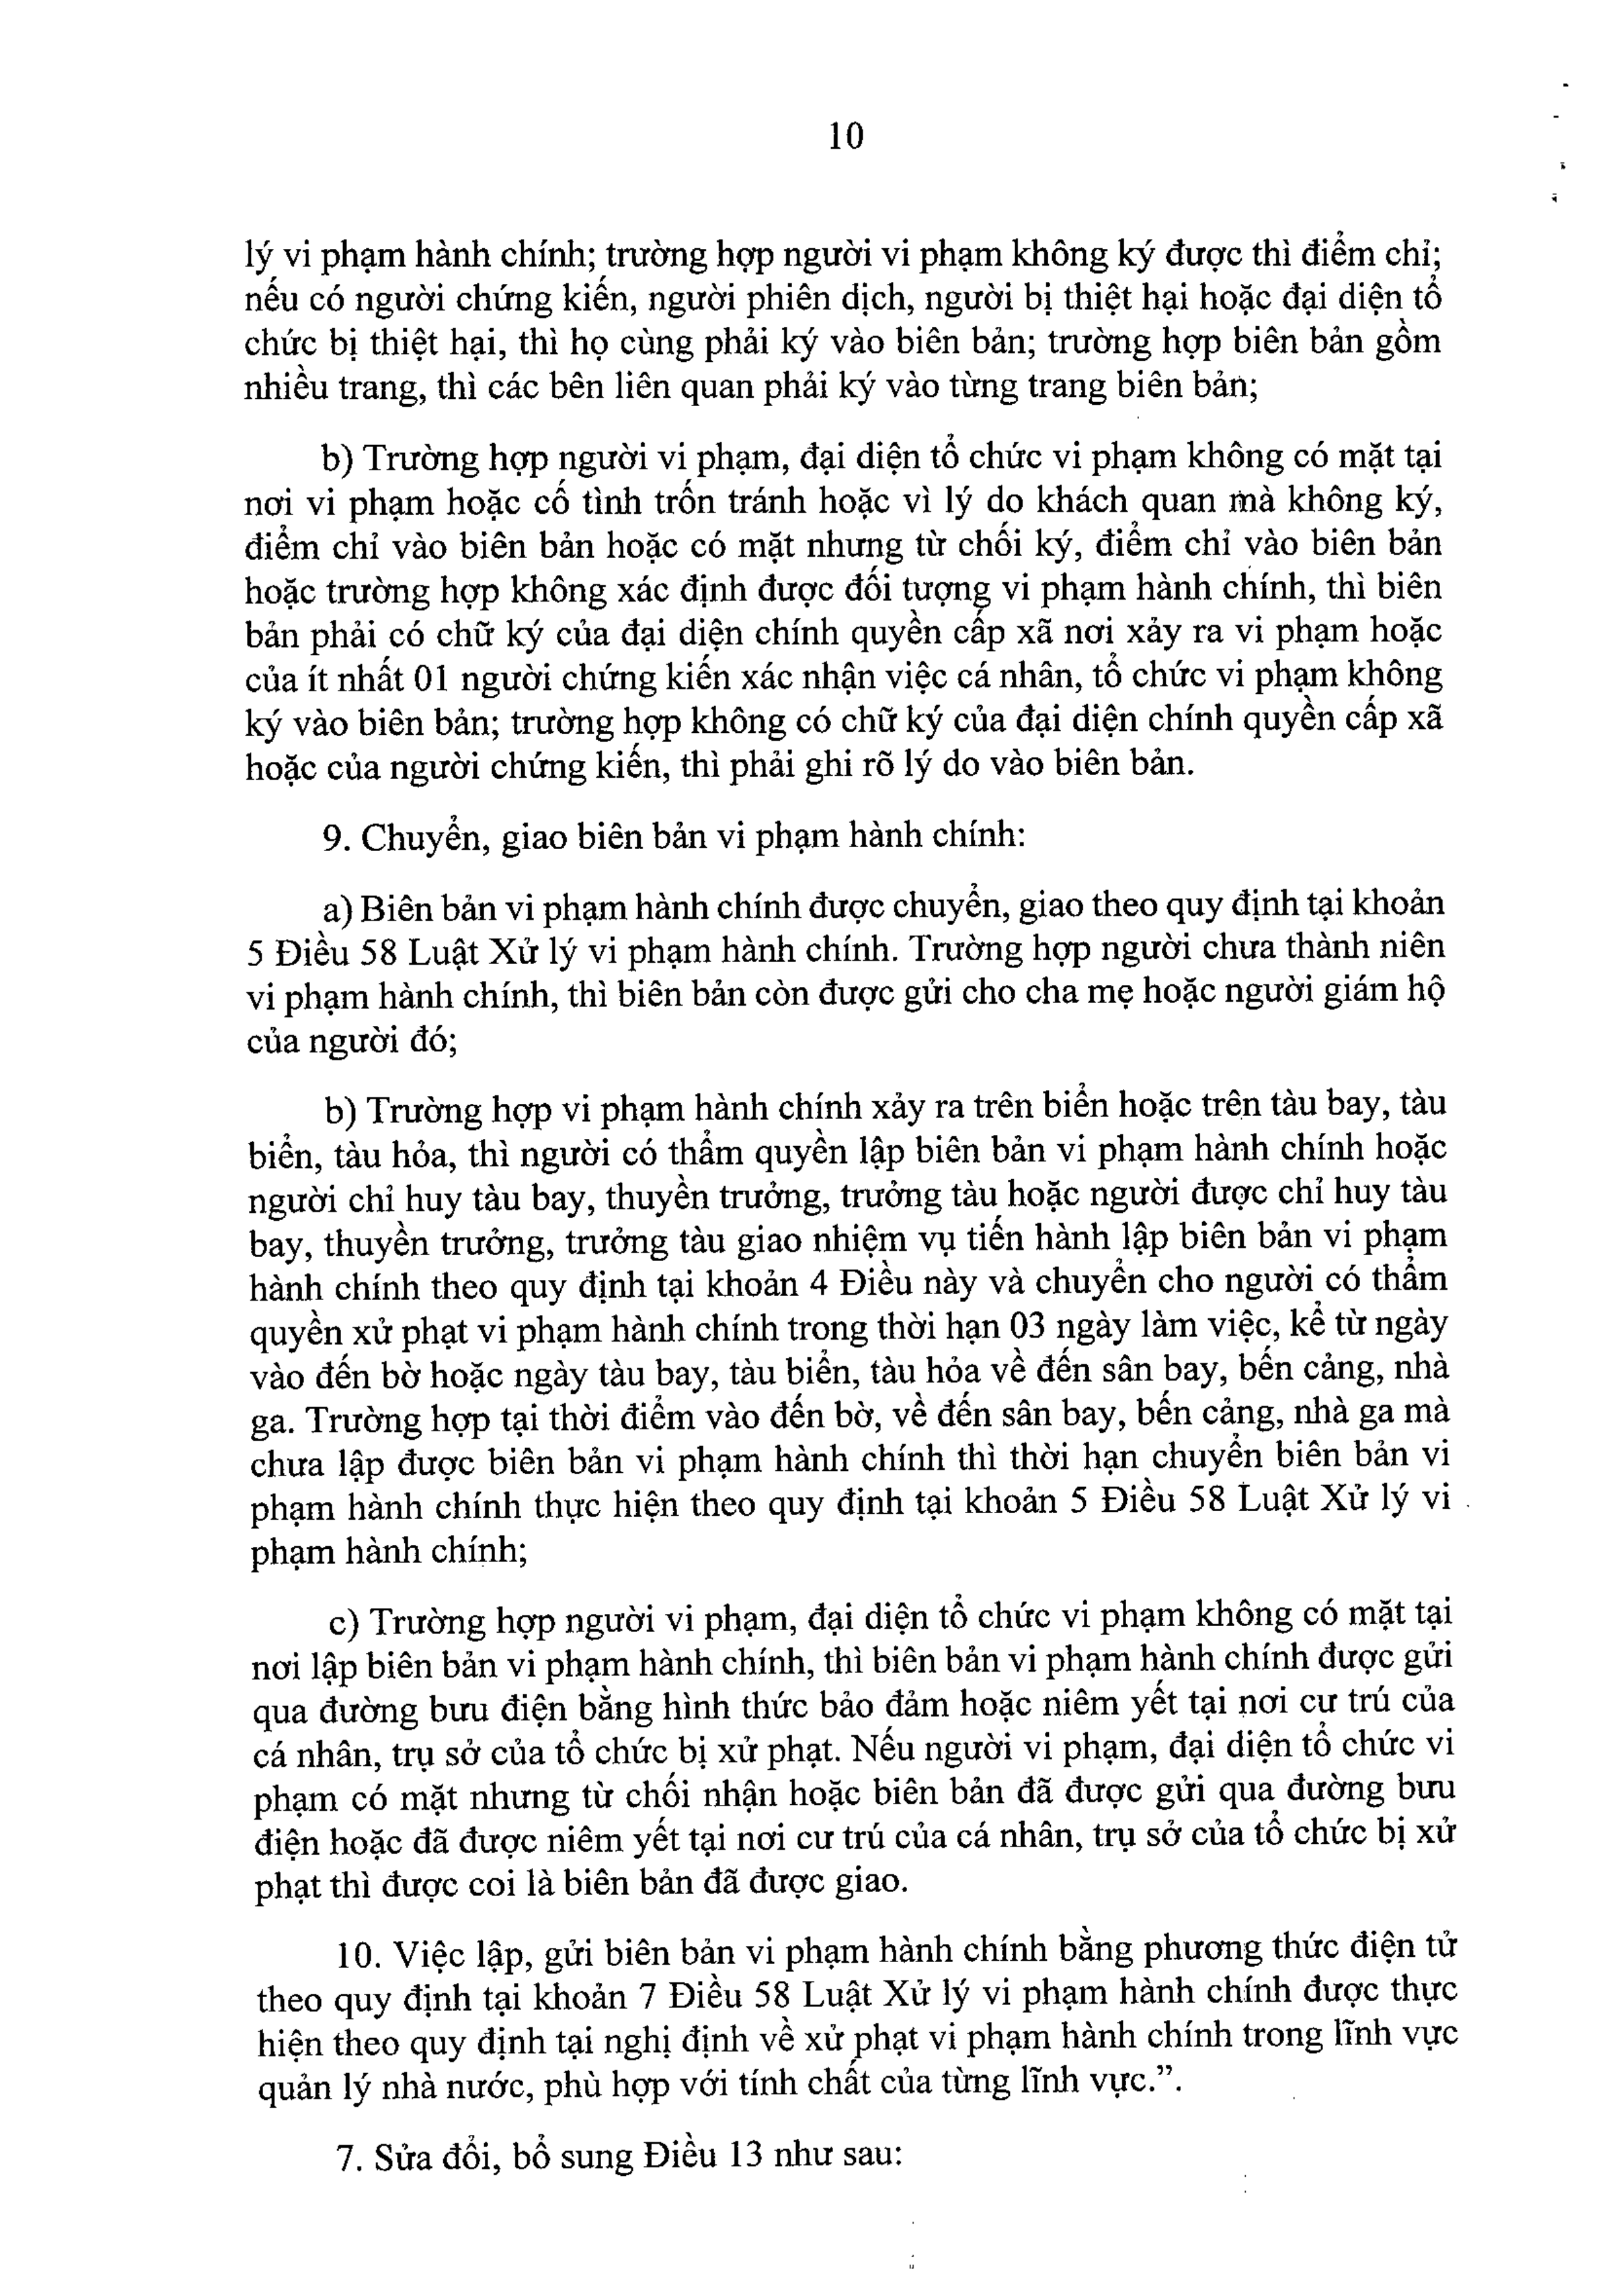 10
lý vi phạm hành chính; trường hợp người vi phạm không ký được thì điểm chỉ;
nếu có người chứng kiến, người phiên dịch, người bị thiệt hại hoặc đại diện tổ
chức bị thiệt hại, thì họ cùng phải ký vào biên bản; trường hợp biên bản gồm
nhiều trang, thì các bên liên quan phải ký vào từng trang biên bản;
b) Trường hợp người vi phạm, đại diện tổ chức vi phạm không có mặt tại
nơi vi phạm hoặc cố tình trốn tránh hoặc vì lý do khách quan mà không ký,
điểm chỉ vào biên bản hoặc có mặt nhưng từ chối ký, điểm chỉ vào biên bản
hoặc trường hợp không xác định được đối tượng vi phạm hành chính, thì biên
bản phải có chữ ký của đại diện chính quyền cấp xã nơi xảy ra vi phạm hoặc
của ít nhất 01 người chứng kiến xác nhận việc cá nhân, tổ chức vi phạm không
ký vào biên bản; trường hợp không có chữ ký của đại diện chính quyền cấp xã
hoặc của người chứng kiến, thì phải ghi rõ lý do vào biên bản.
9. Chuyển, giao biên bản vi phạm hành chính:
a) Biên bản vi phạm hành chính được chuyển, giao theo quy định tại khoản
5 Điều 58 Luật Xử lý vi phạm hành chính. Trường hợp người chưa thành niên
vi phạm hành chính, thì biên bản còn được gửi cho cha mẹ hoặc người giám hộ
của người đó;
b) Trường hợp vi phạm hành chính xảy ra trên biển hoặc trên tàu bay, tàu
biển, tàu hỏa, thì người có thẩm quyền lập biên bản vi phạm hành chính hoặc
người chỉ huy tàu bay, thuyền trưởng, trưởng tàu hoặc người được chỉ huy tàu
bay, thuyền trưởng, trưởng tàu giao nhiệm vụ tiến hành lập biên bản vi phạm
hành chính theo quy định tại khoản 4 Điều này và chuyển cho người có thẩm
quyền xử phạt vi phạm hành chính trong thời hạn 03 ngày làm việc, kể từ ngày
vào đến bờ hoặc ngày tàu bay, tàu biển, tàu hỏa về đến sân bay, bến cảng, nhà
ga. Trường hợp tại thời điểm vào đến bờ, về đến sân bay, bến cảng, nhà ga mà
chưa lập được biên bản vi phạm hành chính thì thời hạn chuyển biên bản vi
phạm hành chính thực hiện theo quy định tại khoản 5 Điều 58 Luật Xử lý vi
phạm hành chính;
c) Trường hợp người vi phạm, đại diện tổ chức vi phạm không có mặt tại
nơi lập biên bản vi phạm hành chính, thì biên bản vi phạm hành chính được gửi
qua đường bưu điện bằng hình thức bảo đảm hoặc niêm yết tại nơi cư trú của
cá nhân, trụ sở của tổ chức bị xử phạt. Nếu người vi phạm, đại diện tổ chức vi
phạm có mặt nhưng từ chối nhận hoặc biên bản đã được gửi qua đường bưu
điện hoặc đã được niêm yết tại nơi cư trú của cá nhân, trụ sở của tổ chức bị xử
phạt thì được coi là biên bản đã được giao.
10. Việc lập, gửi biên bản vi phạm hành chính bằng phương thức điện tử
theo quy định tại khoản 7 Điều 58 Luật Xử lý vi phạm hành chính được thực
hiện theo quy định tại nghị định về xử phạt vi phạm hành chính trong lĩnh vực
quản lý nhà nước, phù hợp với tính chất của từng lĩnh vực.”.
7. Sửa đổi, bổ sung Điều 13 như sau: